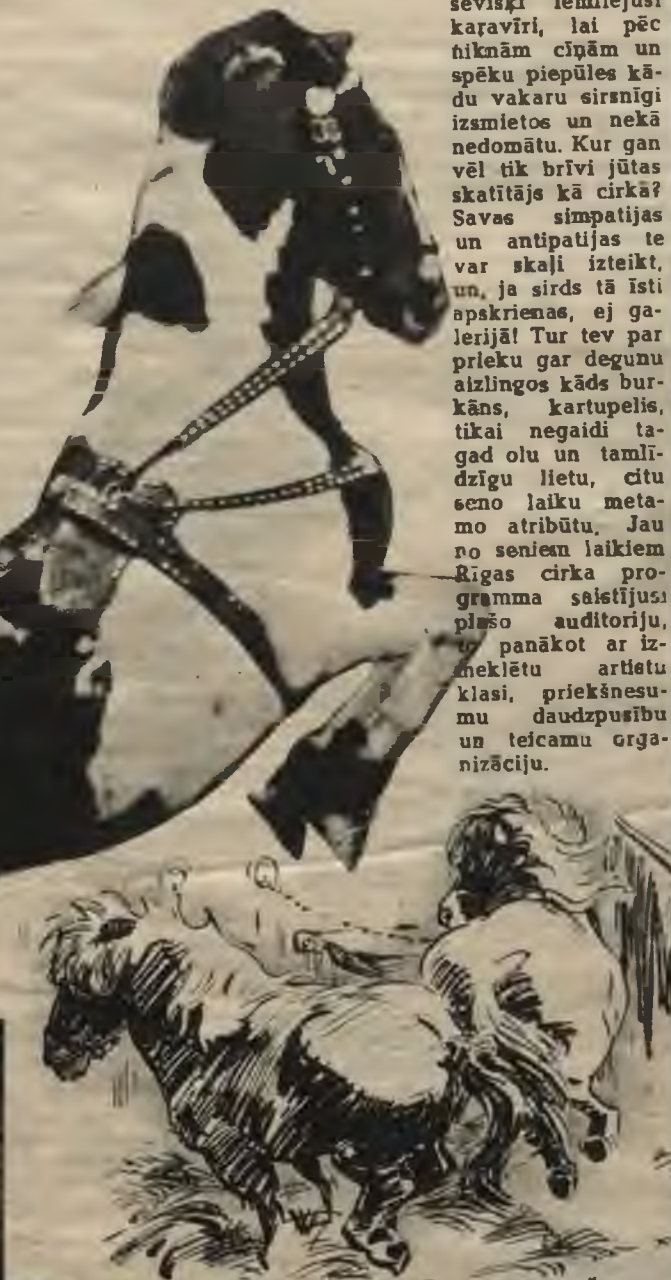 sevišķi iemīļējuši
kaŗavīri, lai pēc
niknām cīņām un
spēku piepūles kā-
du vakaru sirsnīgi
izsmietos un nekā
nedomātu. Kur gan
vēl tik brīvi jūtas
skatītājs kā cirkā?
Savas simpatijas
un antipatijas te
var skaļi izteikt,
un, ja sirds tā īsti
apskrienas, ej ga-
lerijā! Tur tev par
prieku gar degunu
aizlingos kāds bur-
kāns, kartupelis,
tikai negaidi ta-
gad olu un tamlī-
dzīgu lietu, citu
seno laiku meta-
mo atribūtu. Jau
no seniem laikiem
Rīgas cirka pro-
gramma saistījusi
plašo auditoriju,
to panākot ar iz-
meklētu artistu
klasi, priekšnesu-
mu daudzpusību
un teicamu orga-
nizāciju.